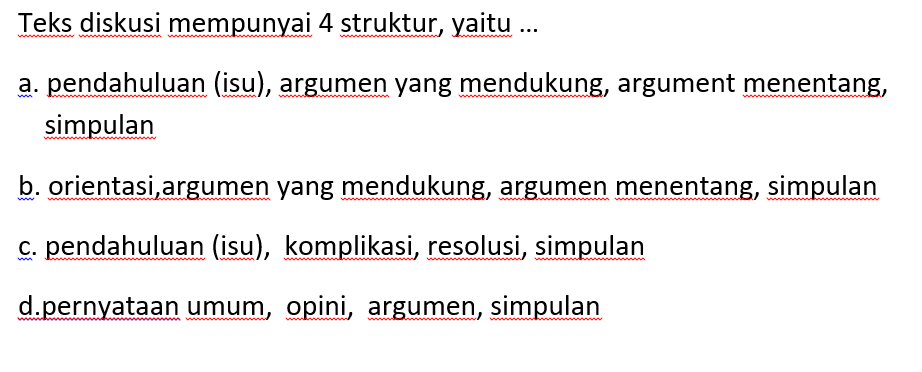 Teks diskusi mempunyai 4 struktur, yaitu ...
a. pendahuluan (isu), argumen yang mendukung, argument menentang,
simpulan
b. orientasi,argumen yang mendukung, argumen menentang, simpulan
c. pendahuluan (isu), komplikasi, resolusi, simpulan
d.pernyataan umum, opini, argumen, simpulan